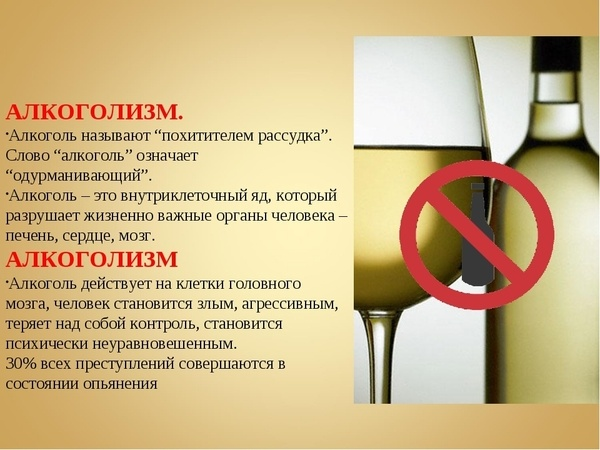 АЛКОГОЛИЗМ.
•Алкоголь называют “похитителем рассудка”.
Слово “алкоголь” означает
“одурманивающий”.
•Алкоголь – это внутриклеточный яд, который
разрушает жизненно важные органы человека –
печень, сердце, мозг.
АЛКОГОЛИЗМ
•Алкоголь действует на клетки головного
мозга, человек становится злым, агрессивным,
теряет над собой контроль, становится
психически неуравновешенным.
30% всех преступлений совершаются в
состоянии опьянения